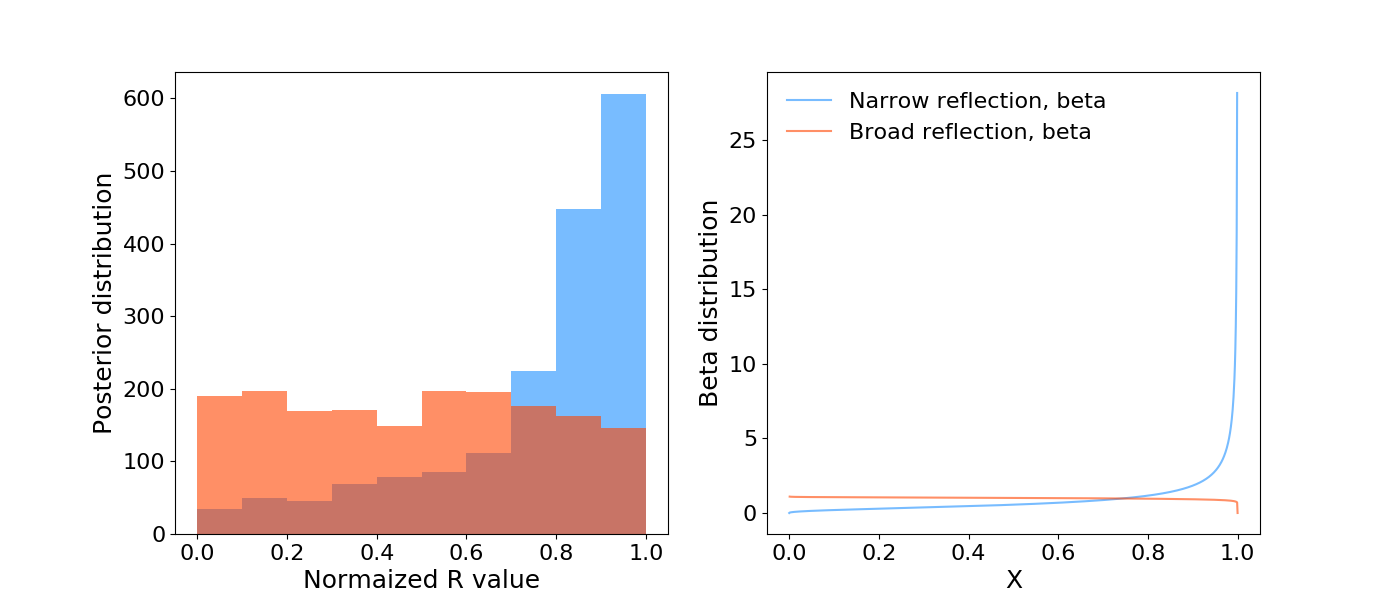 600
500
400
300
200
100
0
Posterior distribution
0.0 0.2 0.4 0.6 0.8 1.0
Normaized R value
Narrow reflection, beta
Broad reflection, beta
25
20
15
10
5
0
Beta distribution
0.0 0.2 0.4 0.6 0.8 1.0
X